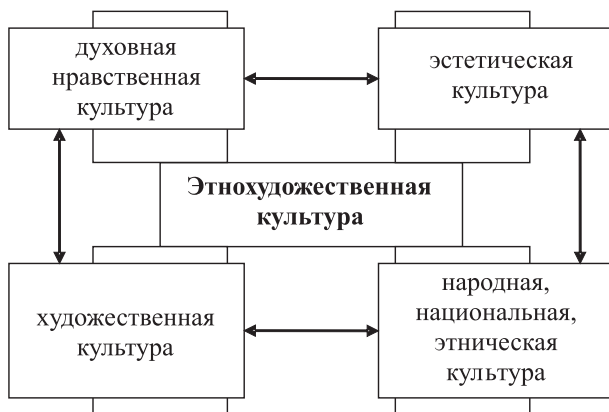 духовная
нравственная
культура
эстетическая
культура
Этнохудожественная
культура
художественная
культура
народная,
национальная,
этническая
культура